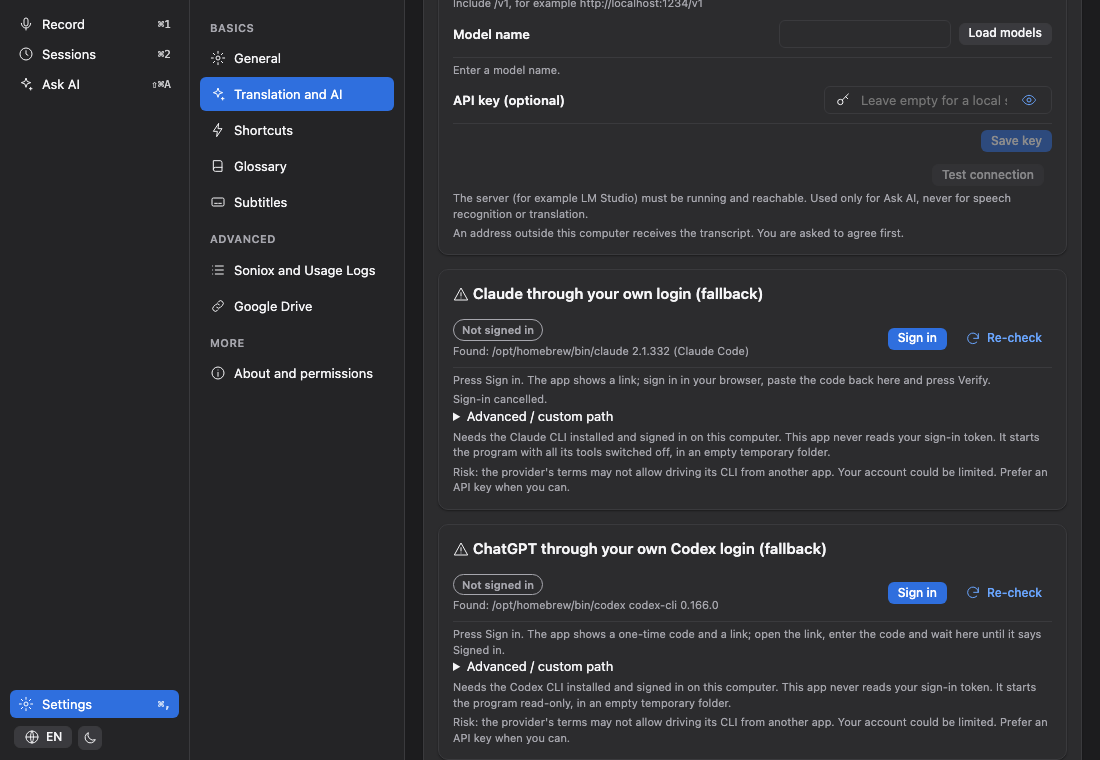 Record ⌘1
Sessions ⌘2
Ask AI ⇧⌘A
Settings ⌘,
EN
BASICS
General
Translation and AI
Shortcuts
Glossary
Subtitles
ADVANCED
Soniox and Usage Logs
Google Drive
MORE
About and permissions
Include /v1, for example http://localhost:1234/v1
Model name
Load models
Enter a model name.
API key (optional)
Leave empty for a local s
Save key
Test connection
The server (for example LM Studio) must be running and reachable. Used only for Ask AI, never for speech
recognition or translation.
An address outside this computer receives the transcript. You are asked to agree first.
Claude through your own login (fallback)
Not signed in
Found: /opt/homebrew/bin/claude 2.1.332 (Claude Code)
Sign in
Re-check
Press Sign in. The app shows a link; sign in in your browser, paste the code back here and press Verify.
Sign-in cancelled.
Advanced / custom path
Needs the Claude CLI installed and signed in on this computer. This app never reads your sign-in token. It starts
the program with all its tools switched off, in an empty temporary folder.
Risk: the provider's terms may not allow driving its CLI from another app. Your account could be limited. Prefer an
API key when you can.
ChatGPT through your own Codex login (fallback)
Not signed in
Found: /opt/homebrew/bin/codex codex-cli 0.166.0
Sign in
Re-check
Press Sign in. The app shows a one-time code and a link; open the link, enter the code and wait here until it says
Signed in.
Advanced / custom path
Needs the Codex CLI installed and signed in on this computer. This app never reads your sign-in token. It starts
the program read-only, in an empty temporary folder.
Risk: the provider's terms may not allow driving its CLI from another app. Your account could be limited. Prefer an
API key when you can.